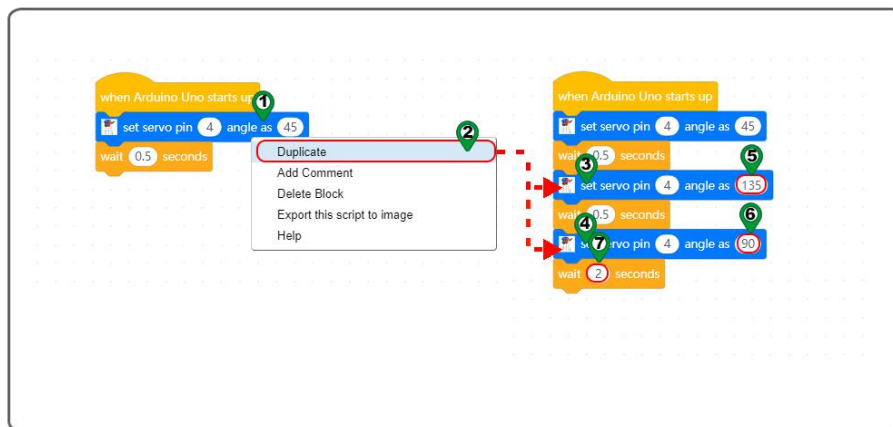 when Arduino Uno starts up
1
set servo pin 4 angle as 45
wait 0.5 seconds
2
Duplicate
Add Comment
Delete Block
Export this script to image
Help
when Arduino Uno starts up
set servo pin 4 angle as 45
wait 0.5 seconds
3
5
set servo pin 4 angle as 135
wait 0.5 seconds
4
6
set servo pin 4 angle as 90
7
wait 2 seconds